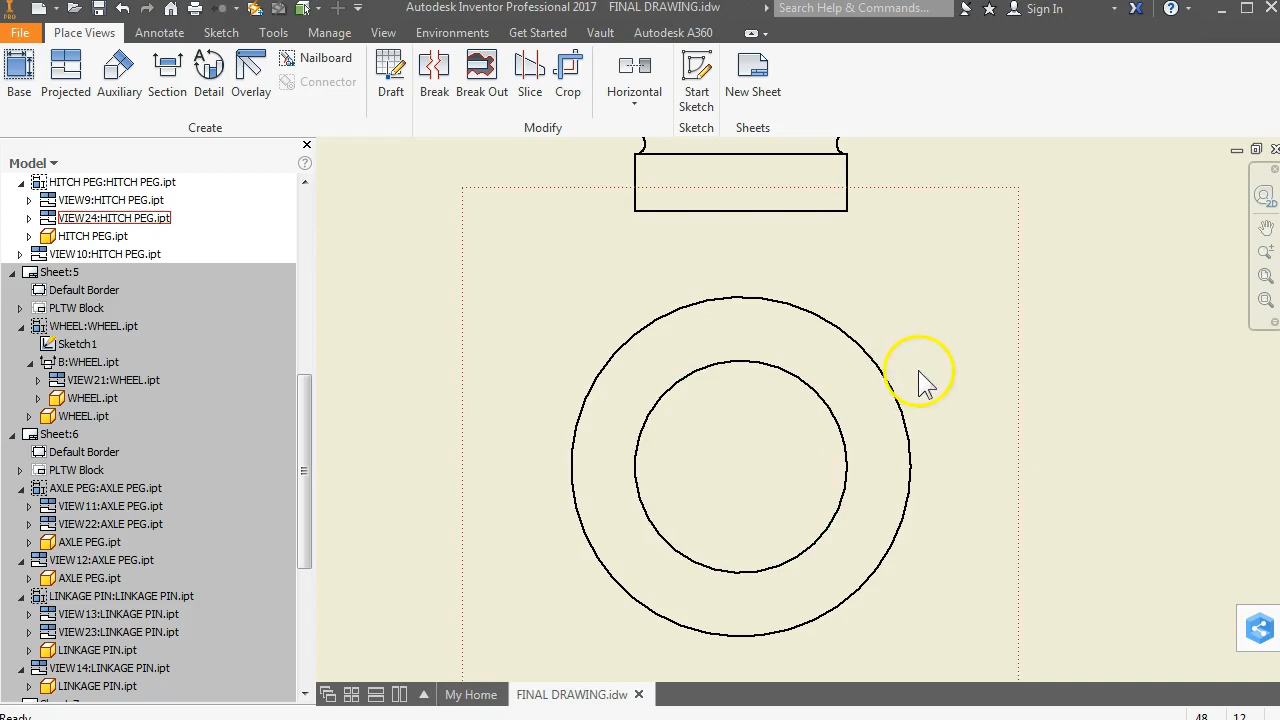 Autodesk Inventor Professional 2017 FINAL DRAWING.idw
Search Help & Commands...
Sign In
PRO
File Place Views Annotate Sketch Tools Manage View Environments Get Started Vault Autodesk A360
Base Projected Auxiliary Section Detail Overlay
Nailboard
Connector
Draft
Break Break Out Slice Crop
Horizontal
Start
Sketch
New Sheet
Create Modify Sketch Sheets
Model
HITCH PEG:HITCH PEG.ipt
VIEW9:HITCH PEG.ipt
VIEW24:HITCH PEG.ipt
HITCH PEG.ipt
VIEW10:HITCH PEG.ipt
Sheet:5
Default Border
PLTW Block
WHEEL:WHEEL.ipt
Sketch1
B:WHEEL.ipt
VIEW21:WHEEL.ipt
WHEEL.ipt
WHEEL.ipt
Sheet:6
Default Border
PLTW Block
AXLE PEG:AXLE PEG.ipt
VIEW11:AXLE PEG.ipt
VIEW22:AXLE PEG.ipt
AXLE PEG.ipt
VIEW12:AXLE PEG.ipt
AXLE PEG.ipt
LINKAGE PIN:LINKAGE PIN.ipt
VIEW13:LINKAGE PIN.ipt
VIEW23:LINKAGE PIN.ipt
LINKAGE PIN.ipt
VIEW14:LINKAGE PIN.ipt
LINKAGE PIN.ipt
2D
My Home
FINAL DRAWING.idw
Ready
48 12